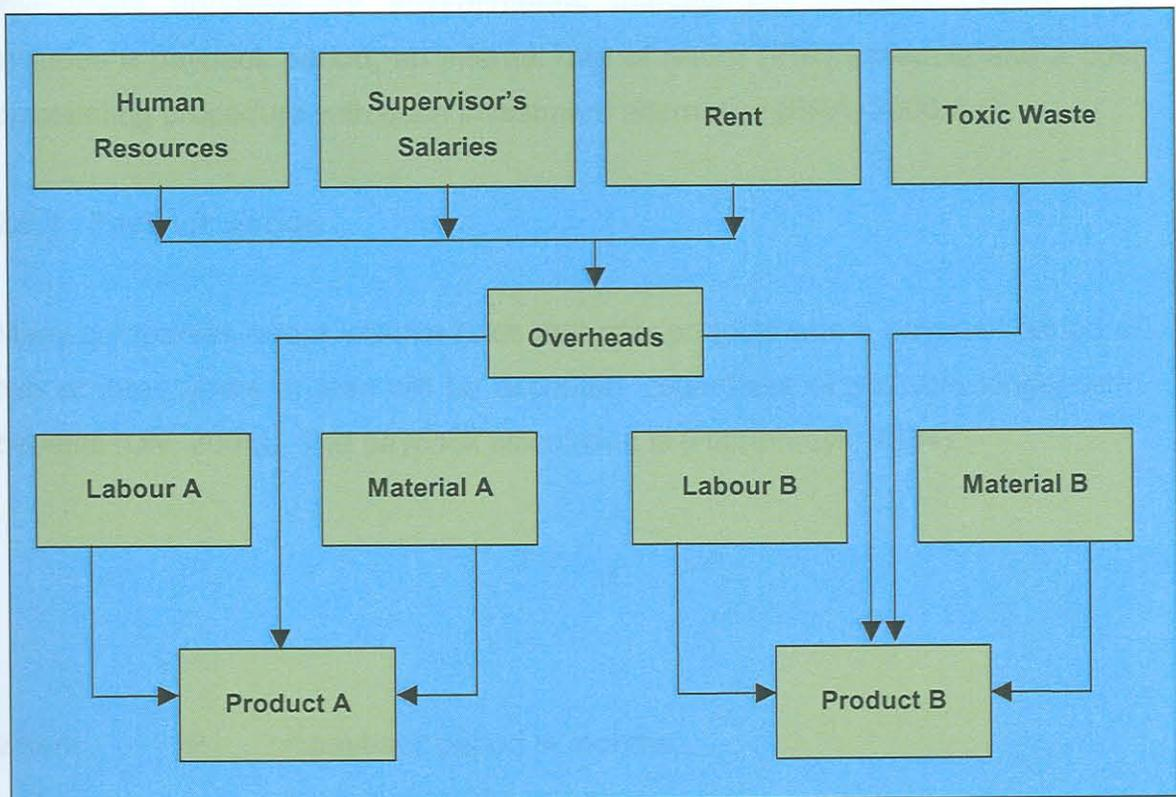 Human
Resources
Supervisor's
Salaries
Rent
Toxic Waste
Overheads
Labour A
Material A
Labour B
Material B
Product A
Product B